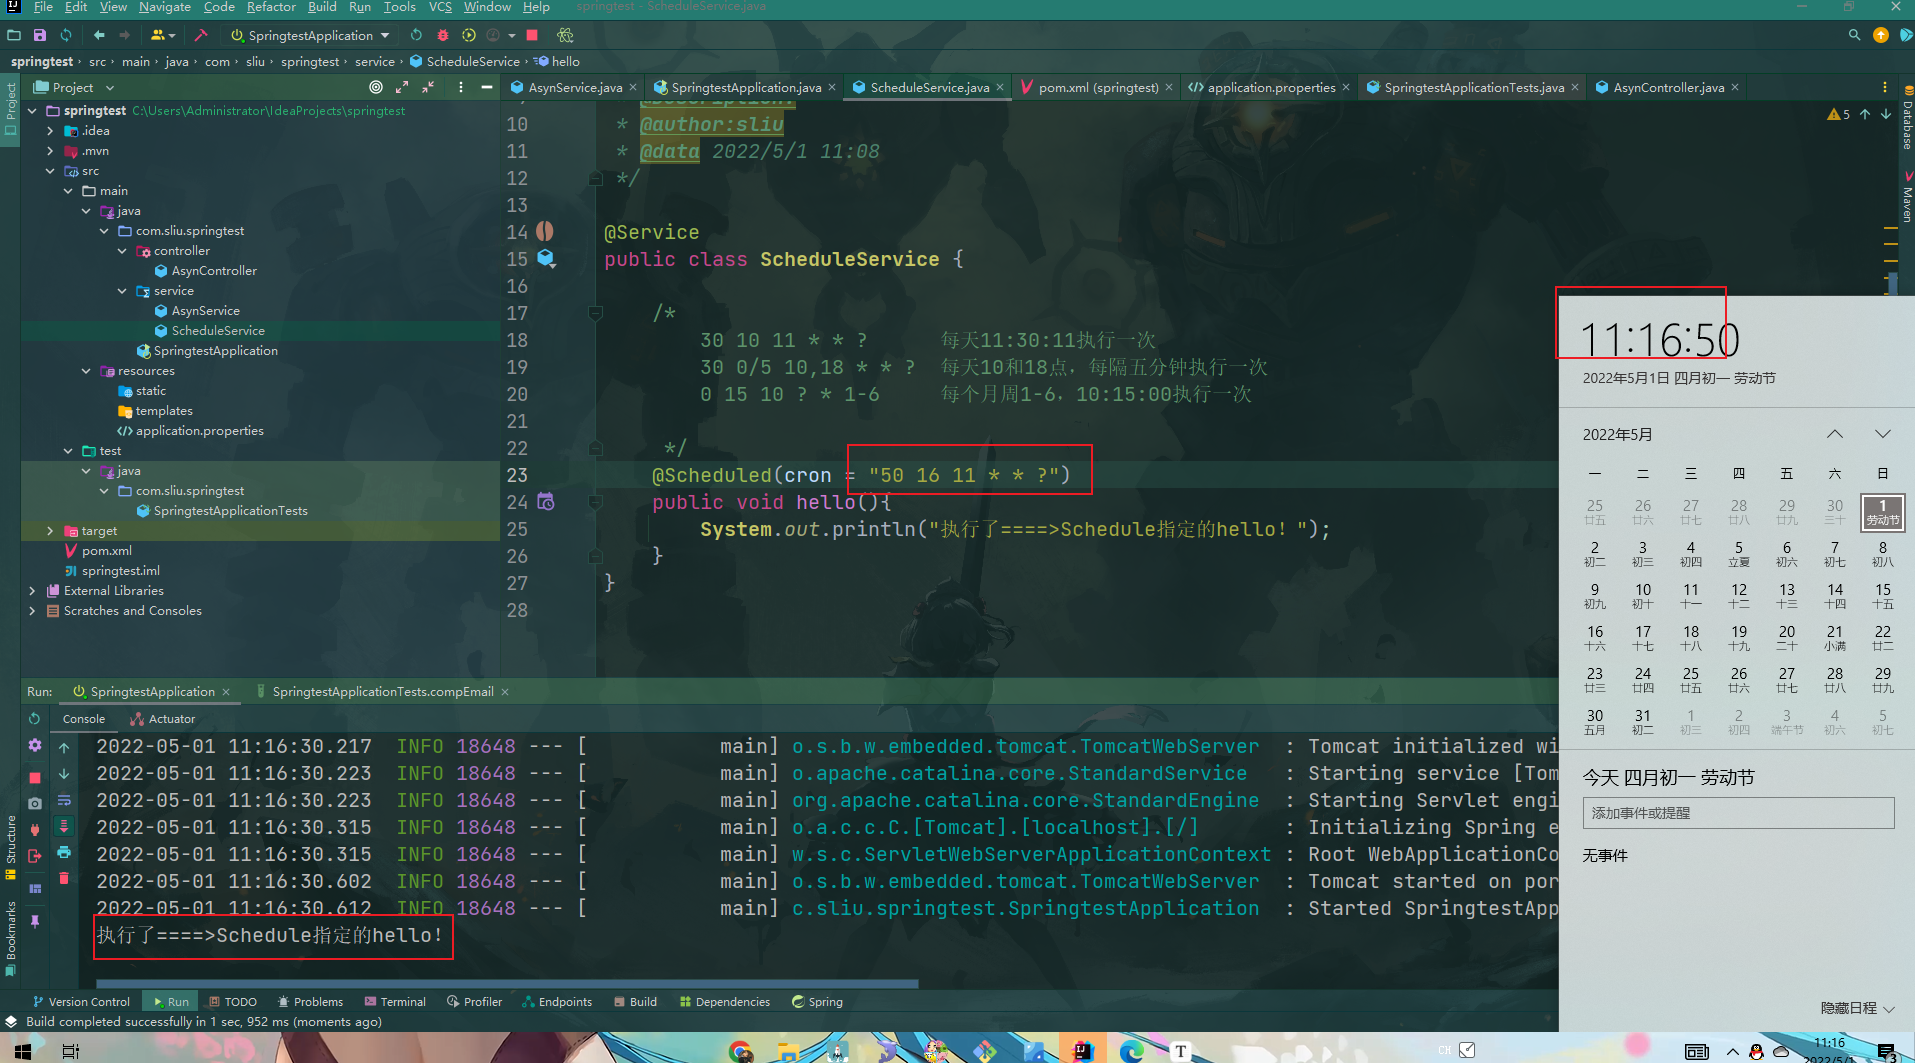 File Edit View Navigate Code Refactor Build Run Tools VCS Window Help springtest - ScheduleService.java
SpringtestApplication
springtest › src › main › java › com › sliu › springtest › service › ScheduleService › hello
Project
AsynService.java SpringtestApplication.java ScheduleService.java pom.xml (springtest) application.properties SpringtestApplicationTests.java AsynController.java
Project
Database
Maven
springtest C:\Users\Administrator\IdeaProjects\springtest
.idea
.mvn
src
main
java
com.sliu.springtest
controller
AsynController
service
AsynService
ScheduleService
SpringtestApplication
resources
static
templates
application.properties
test
java
com.sliu.springtest
SpringtestApplicationTests
target
pom.xml
springtest.iml
External Libraries
Scratches and Consoles
5
10 * @author:sliu
11 * @data 2022/5/1 11:08
12 */
13
14 @Service
15 public class ScheduleService {
16
17 /*
18 30 10 11 * * ? 每天11:30:11执行一次
19 30 0/5 10,18 * * ? 每天10和18点，每隔五分钟执行一次
20 0 15 10 ? * 1-6 每个月周1-6，10:15:00执行一次
21
22 */
23 @Scheduled(cron = "50 16 11 * * ?")
24 public void hello(){
25 System.out.println("执行了====>Schedule指定的hello！");
26 }
27 }
28
Run: SpringtestApplication SpringtestApplicationTests.compEmail
Console Actuator
2022-05-01 11:16:30.217 INFO 18648 --- [ main] o.s.b.w.embedded.tomcat.TomcatWebServer : Tomcat initialized wi
2022-05-01 11:16:30.223 INFO 18648 --- [ main] o.apache.catalina.core.StandardService : Starting service [Tom
2022-05-01 11:16:30.223 INFO 18648 --- [ main] org.apache.catalina.core.StandardEngine : Starting Servlet engi
2022-05-01 11:16:30.315 INFO 18648 --- [ main] o.a.c.c.C.[Tomcat].[localhost].[/] : Initializing Spring e
2022-05-01 11:16:30.315 INFO 18648 --- [ main] w.s.c.ServletWebServerApplicationContext : Root WebApplicationCo
2022-05-01 11:16:30.602 INFO 18648 --- [ main] o.s.b.w.embedded.tomcat.TomcatWebServer : Tomcat started on por
2022-05-01 11:16:30.612 INFO 18648 --- [ main] c.sliu.springtest.SpringtestApplication : Started SpringtestApp
执行了====>Schedule指定的hello！
Structure
Bookmarks
Version Control Run TODO Problems Terminal Profiler Endpoints Build Dependencies Spring
Build completed successfully in 1 sec, 952 ms (moments ago)
11:16:50
2022年5月1日 四月初一 劳动节
2022年5月
一 二 三 四 五 六 日
25 26 27 28 29 30 1
廿五 廿六 廿七 廿八 廿九 三十 劳动节
2 3 4 5 6 7 8
初二 初三 初四 立夏 初六 初七 初八
9 10 11 12 13 14 15
初九 初十 十一 十二 十三 十四 十五
16 17 18 19 20 21 22
十六 十七 十八 十九 二十 小满 廿二
23 24 25 26 27 28 29
廿三 廿四 廿五 廿六 廿七 廿八 廿九
30 31 1 2 3 4 5
五月 初二 初三 初四 端午节 初六 初七
今天 四月初一 劳动节
添加事件或提醒
无事件
隐藏日程
CH
11:16
2022/5/1
3